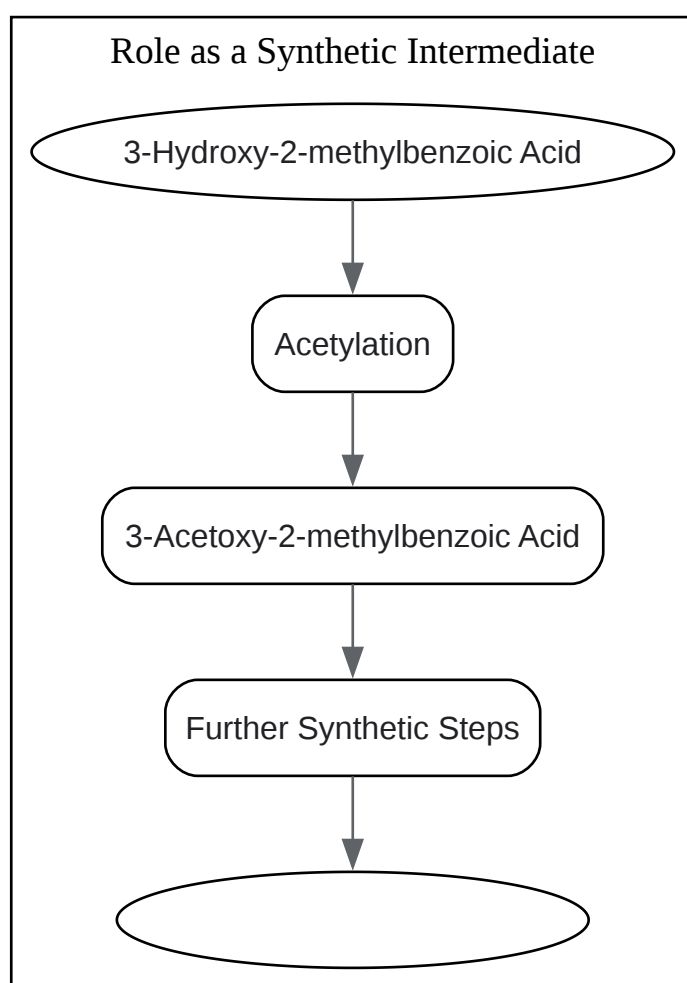 Role as a Synthetic Intermediate
3-Hydroxy-2-methylbenzoic Acid
Acetylation
3-Acetoxy-2-methylbenzoic Acid
Further Synthetic Steps